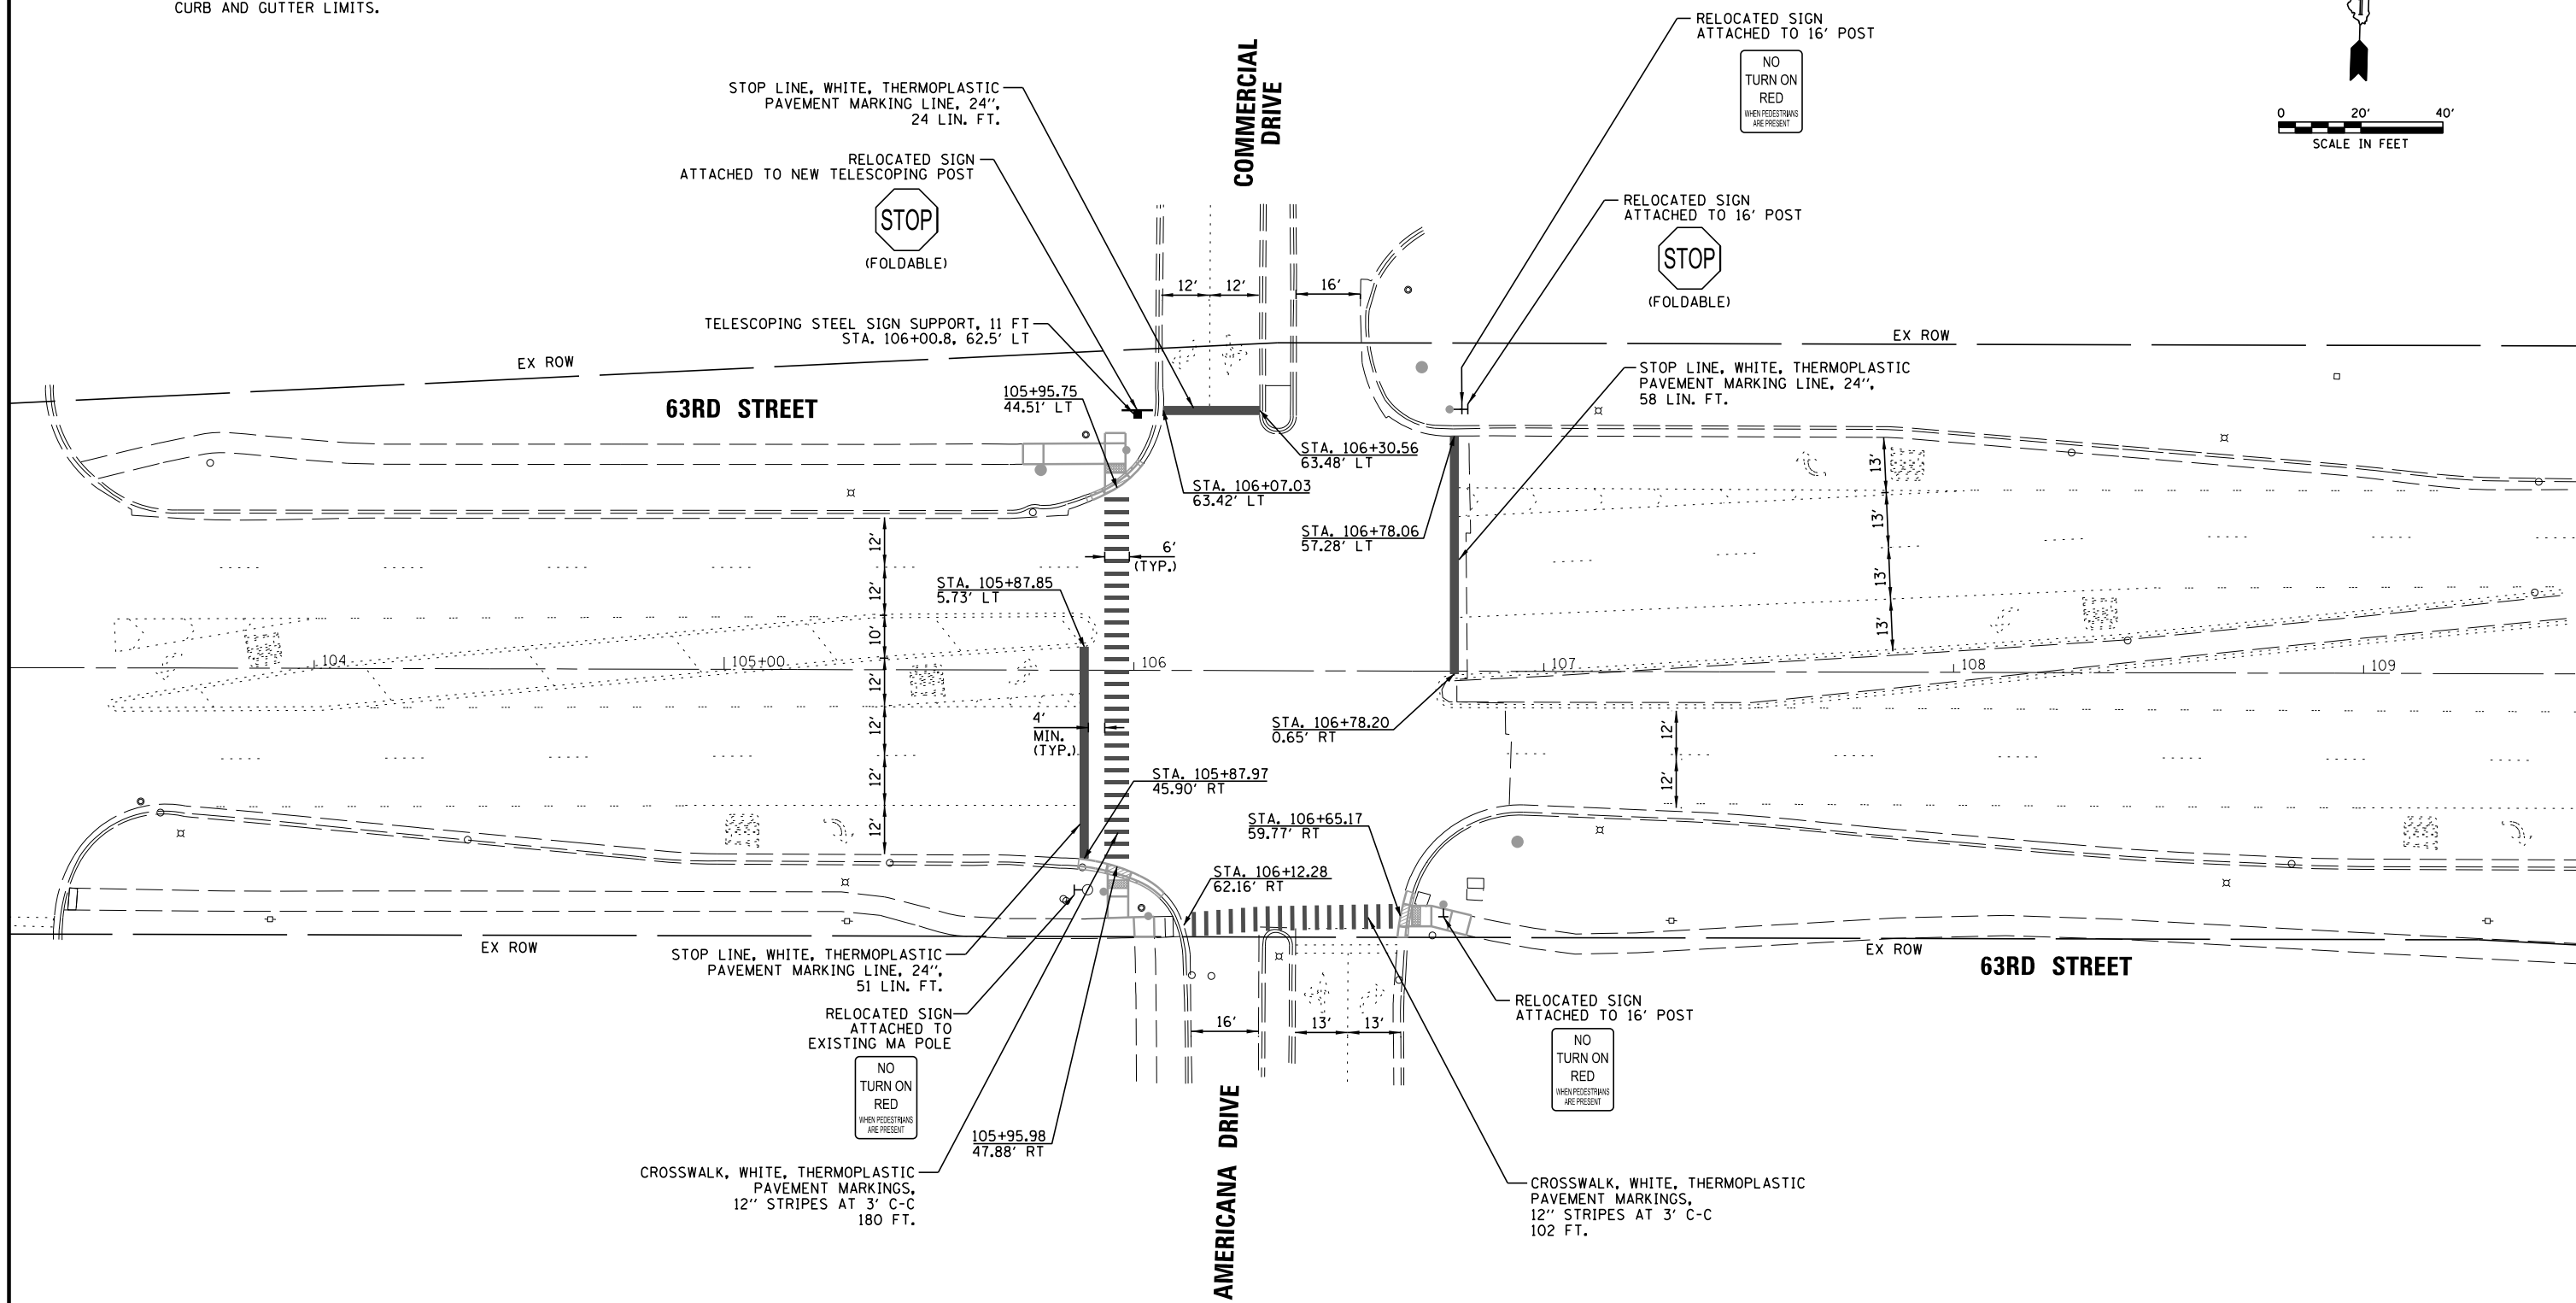 CURB AND GUTTER LIMITS.
RELOCATED SIGN
ATTACHED TO 16' POST
NO
TURN ON
RED
WHEN PEDESTRIANS
ARE PRESENT
0 20' 40'
SCALE IN FEET
STOP LINE, WHITE, THERMOPLASTIC
PAVEMENT MARKING LINE, 24",
24 LIN. FT.
COMMERCIAL
DRIVE
RELOCATED SIGN
ATTACHED TO NEW TELESCOPING POST
STOP
(FOLDABLE)
RELOCATED SIGN
ATTACHED TO 16' POST
STOP
(FOLDABLE)
12' 12' 16'
TELESCOPING STEEL SIGN SUPPORT, 11 FT
STA. 106+00.8, 62.5' LT
EX ROW
EX ROW
STOP LINE, WHITE, THERMOPLASTIC
PAVEMENT MARKING LINE, 24",
58 LIN. FT.
63RD STREET
105+95.75
44.51' LT
STA. 106+30.56
63.48' LT
STA. 106+07.03
63.42' LT
STA. 106+78.06
57.28' LT
13'
13'
13'
13'
12'
12'
10'
12'
12'
12'
12'
6'
(TYP.)
STA. 105+87.85
5.73' LT
104 105+00 106 107 108 109
4'
MIN.
(TYP.)
STA. 106+78.20
0.65' RT
12'
12'
STA. 105+87.97
45.90' RT
STA. 106+65.17
59.77' RT
STA. 106+12.28
62.16' RT
EX ROW
EX ROW
63RD STREET
STOP LINE, WHITE, THERMOPLASTIC
PAVEMENT MARKING LINE, 24",
51 LIN. FT.
RELOCATED SIGN
ATTACHED TO
EXISTING MA POLE
NO
TURN ON
RED
WHEN PEDESTRIANS
ARE PRESENT
16' 13' 13'
RELOCATED SIGN
ATTACHED TO 16' POST
NO
TURN ON
RED
WHEN PEDESTRIANS
ARE PRESENT
105+95.98
47.88' RT
AMERICANA DRIVE
CROSSWALK, WHITE, THERMOPLASTIC
PAVEMENT MARKINGS,
12" STRIPES AT 3' C-C
180 FT.
CROSSWALK, WHITE, THERMOPLASTIC
PAVEMENT MARKINGS,
12" STRIPES AT 3' C-C
102 FT.